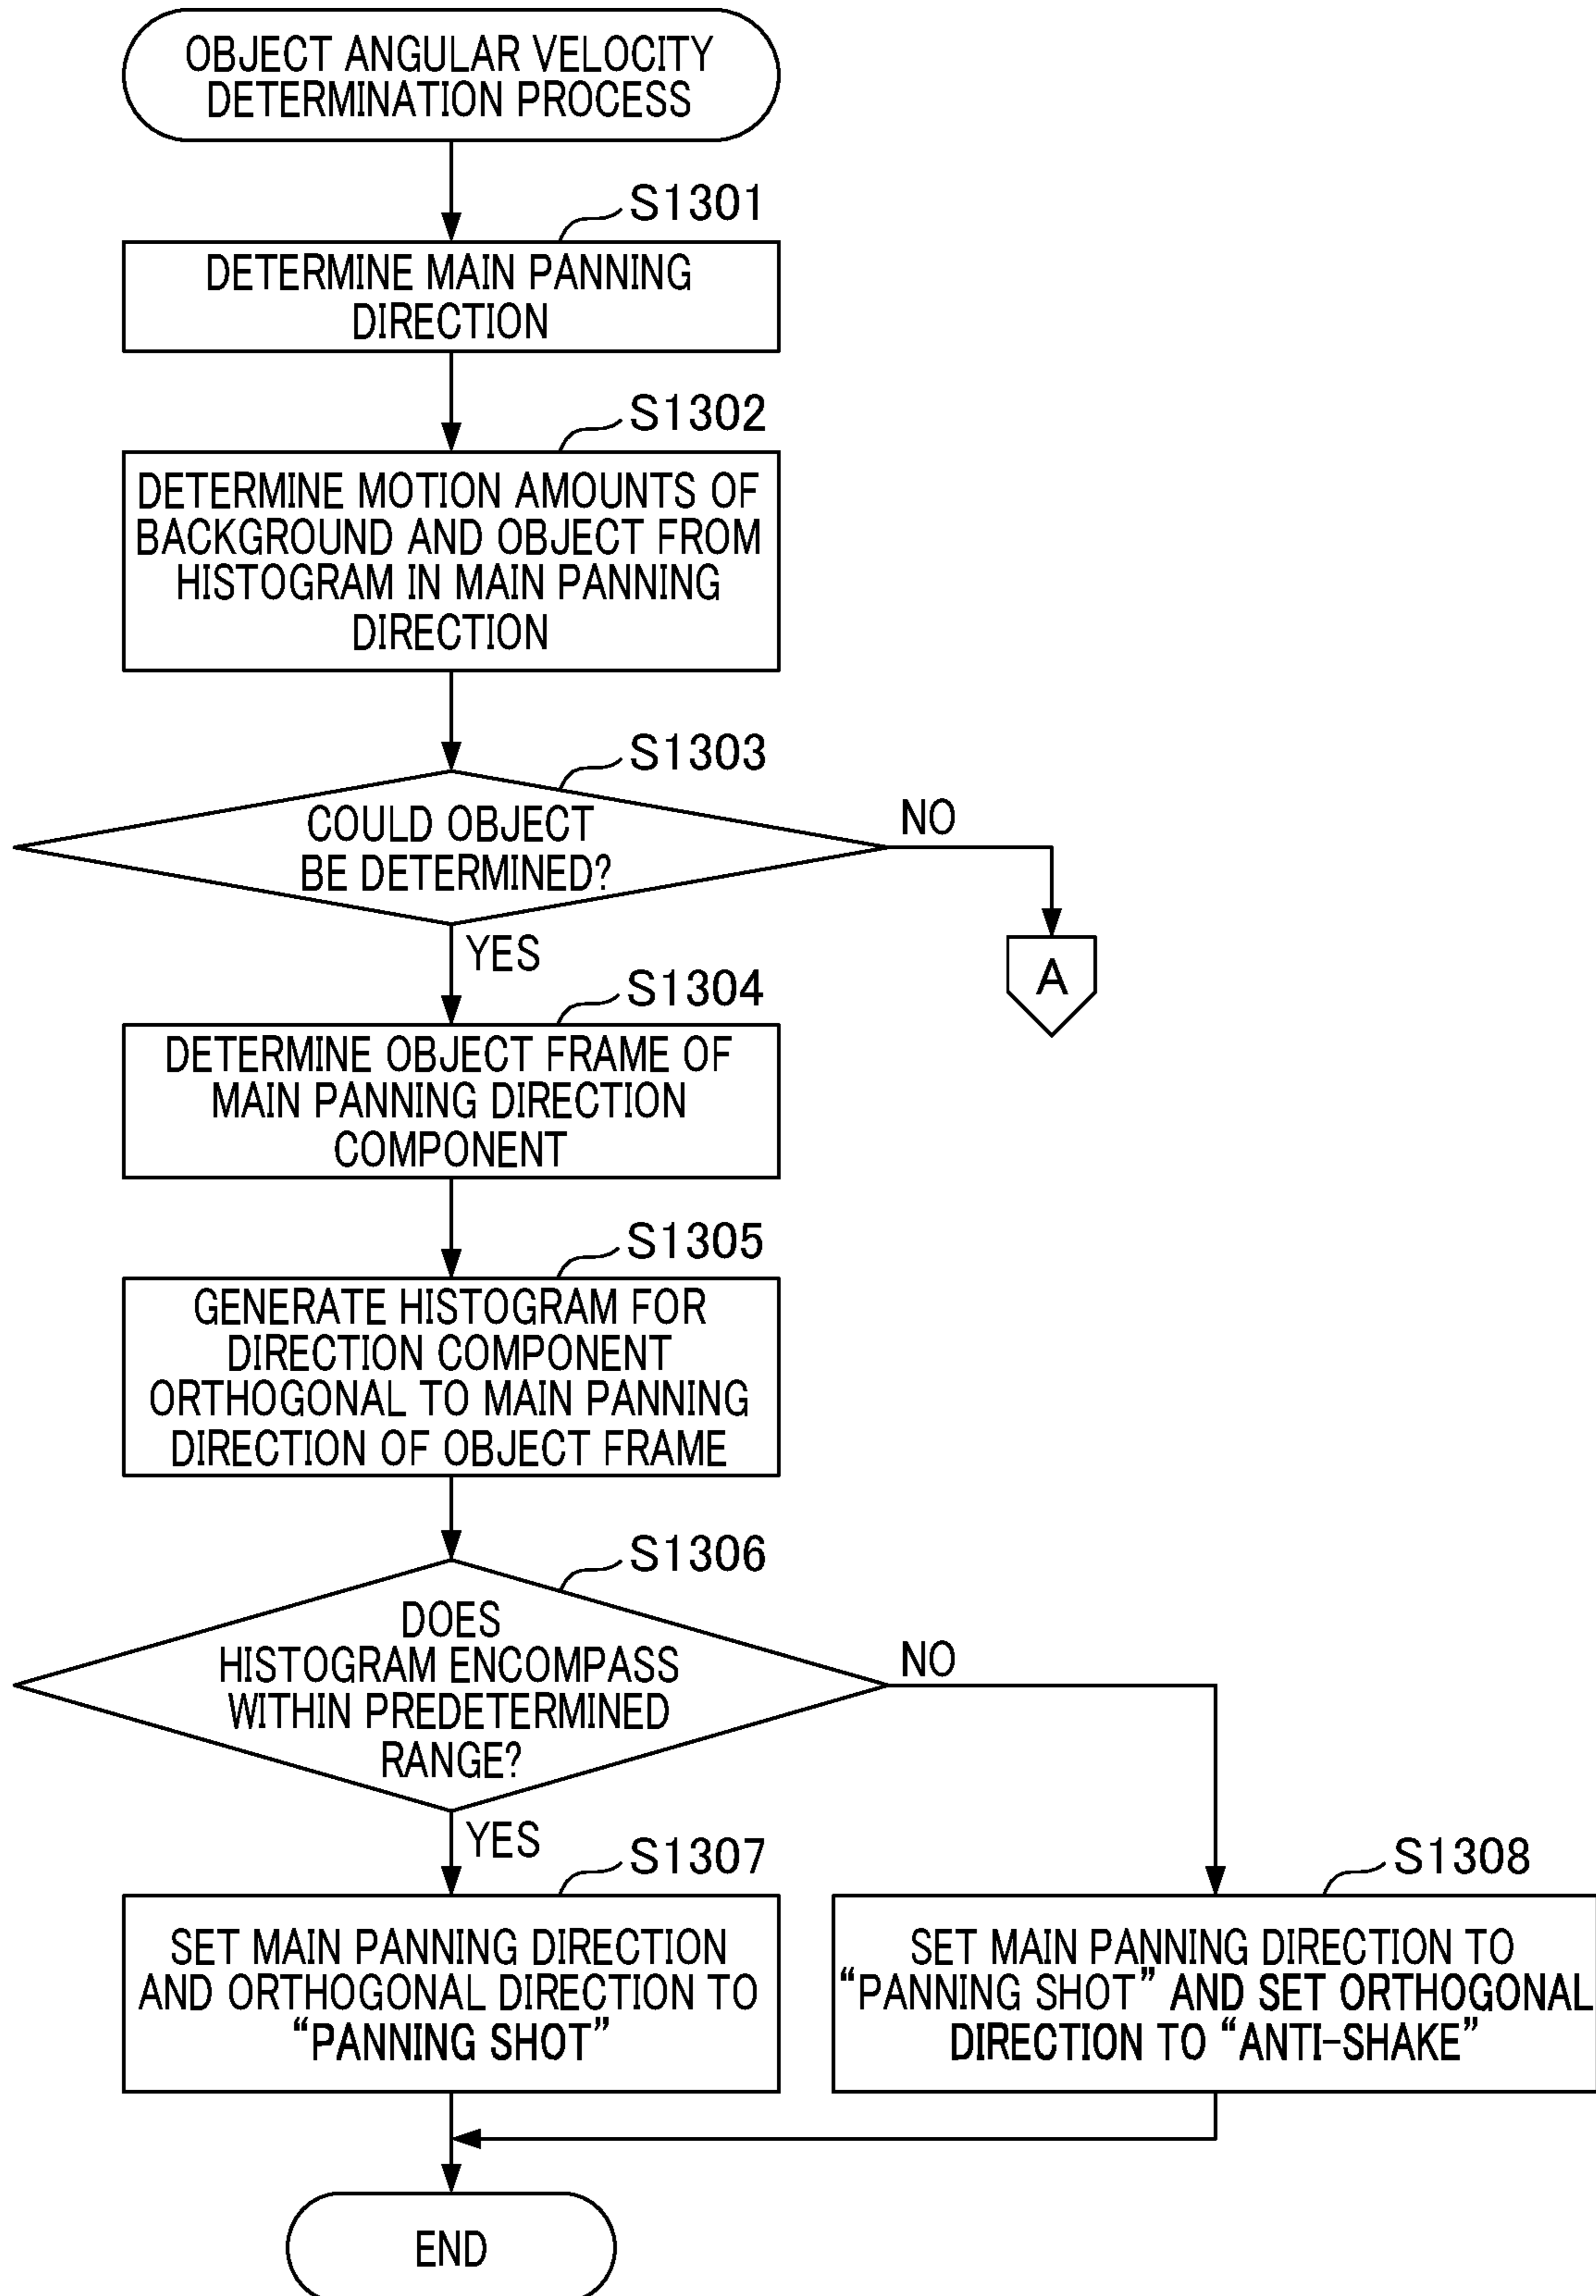 OBJECT ANGULAR VELOCITY
DETERMINATION PROCESS
S1301
DETERMINE MAIN PANNING
DIRECTION
S1302
DETERMINE MOTION AMOUNTS OF
BACKGROUND AND OBJECT FROM
HISTOGRAM IN MAIN PANNING
DIRECTION
S1303
COULD OBJECT
BE DETERMINED?
NO
A
YES
S1304
DETERMINE OBJECT FRAME OF
MAIN PANNING DIRECTION
COMPONENT
S1305
GENERATE HISTOGRAM FOR
DIRECTION COMPONENT
ORTHOGONAL TO MAIN PANNING
DIRECTION OF OBJECT FRAME
S1306
DOES
HISTOGRAM ENCOMPASS
WITHIN PREDETERMINED
RANGE?
NO
YES
S1307
SET MAIN PANNING DIRECTION
AND ORTHOGONAL DIRECTION TO
“PANNING SHOT”
S1308
SET MAIN PANNING DIRECTION TO
“PANNING SHOT” AND SET ORTHOGONAL
DIRECTION TO “ANTI-SHAKE”
END